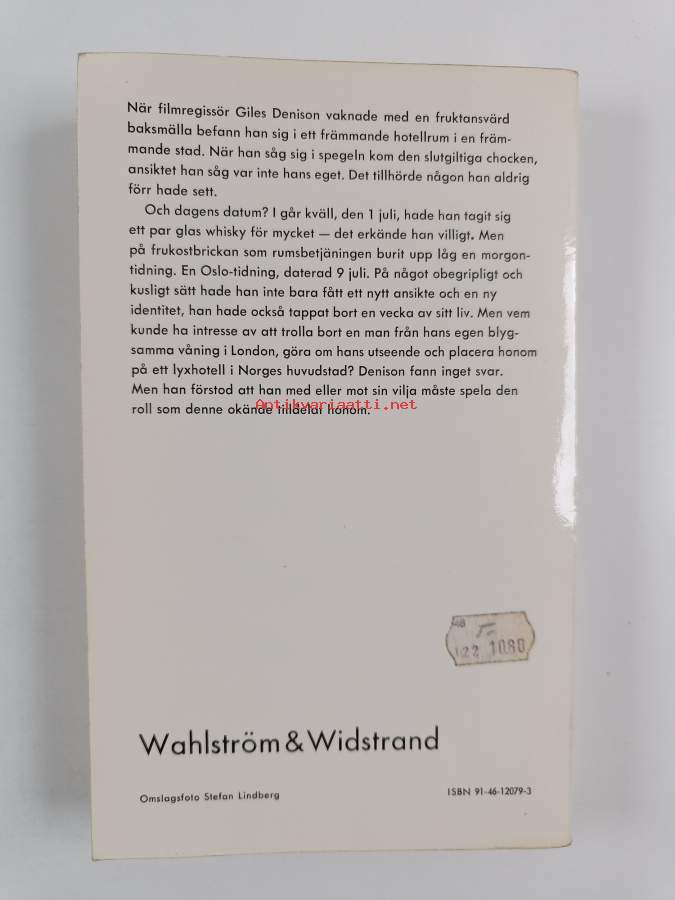 När filmregissör Giles Denison vaknade med en fruktansvärd
baksmälla befann han sig i ett främmande hotellrum i en främ-
mande stad. När han såg sig i spegeln kom den slutgiltiga chocken,
ansiktet han såg var inte hans eget. Det tillhörde någon han aldrig
förr hade sett.
Och dagens datum? I går kväll, den 1 juli, hade han tagit sig
ett par glas whisky för mycket — det erkände han villigt. Men
på frukostbrickan som rumsbetjäningen burit upp låg en morgon-
tidning. En Oslo-tidning, daterad 9 juli. På något obegripligt och
kusligt sätt hade han inte bara fått ett nytt ansikte och en ny
identitet, han hade också tappat bort en vecka av sitt liv. Men vem
kunde ha intresse av att trolla bort en man från hans egen blyg-
samma våning i London, göra om hans utseende och placera honom
på ett lyxhotell i Norges huvudstad? Denison fann inget svar.
Men han förstod att han med eller mot sin vilja måste spela den
roll som denne okände tilldelat honom.
Antikvariaatti.net
122 1080
Wahlström & Widstrand
Omslagsfoto Stefan Lindberg
ISBN 91-46-12079-3